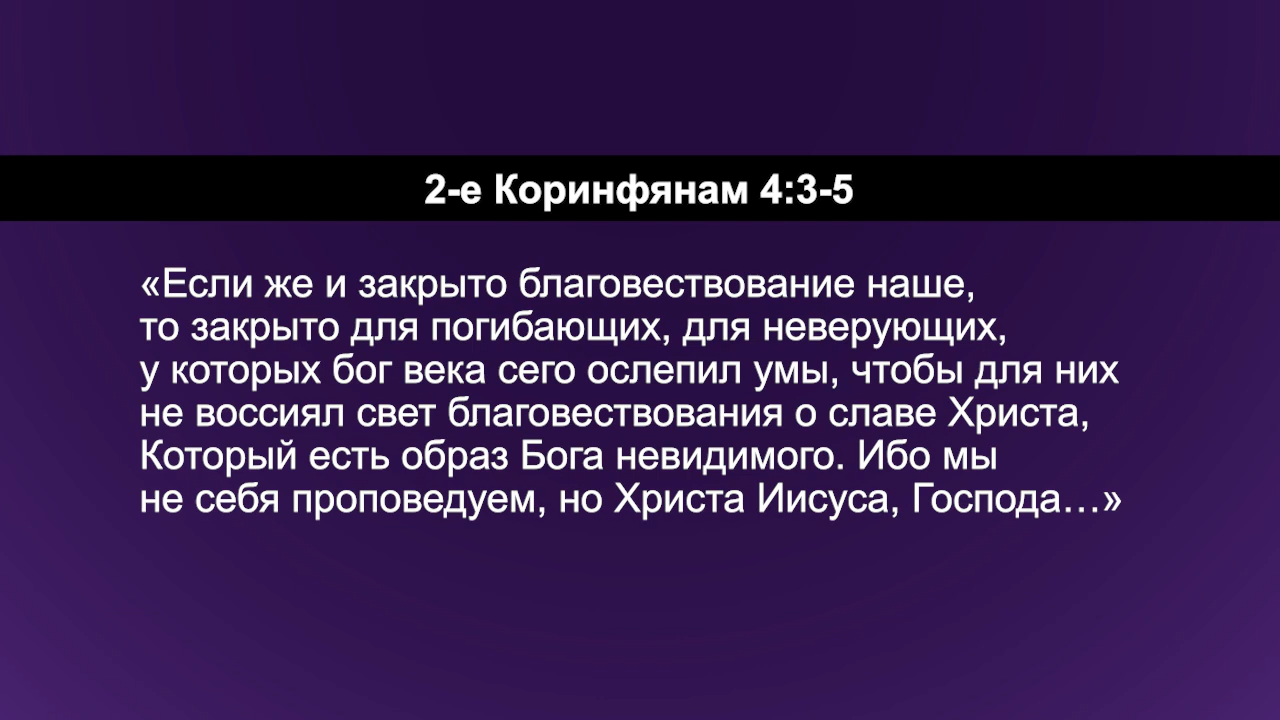 2-е Коринфянам 4:3-5
«Если же и закрыто благовествование наше,
то закрыто для погибающих, для неверующих,
у которых бог века сего ослепил умы, чтобы для них
не воссиял свет благовествования о славе Христа,
Который есть образ Бога невидимого. Ибо мы
не себя проповедуем, но Христа Иисуса, Господа…»